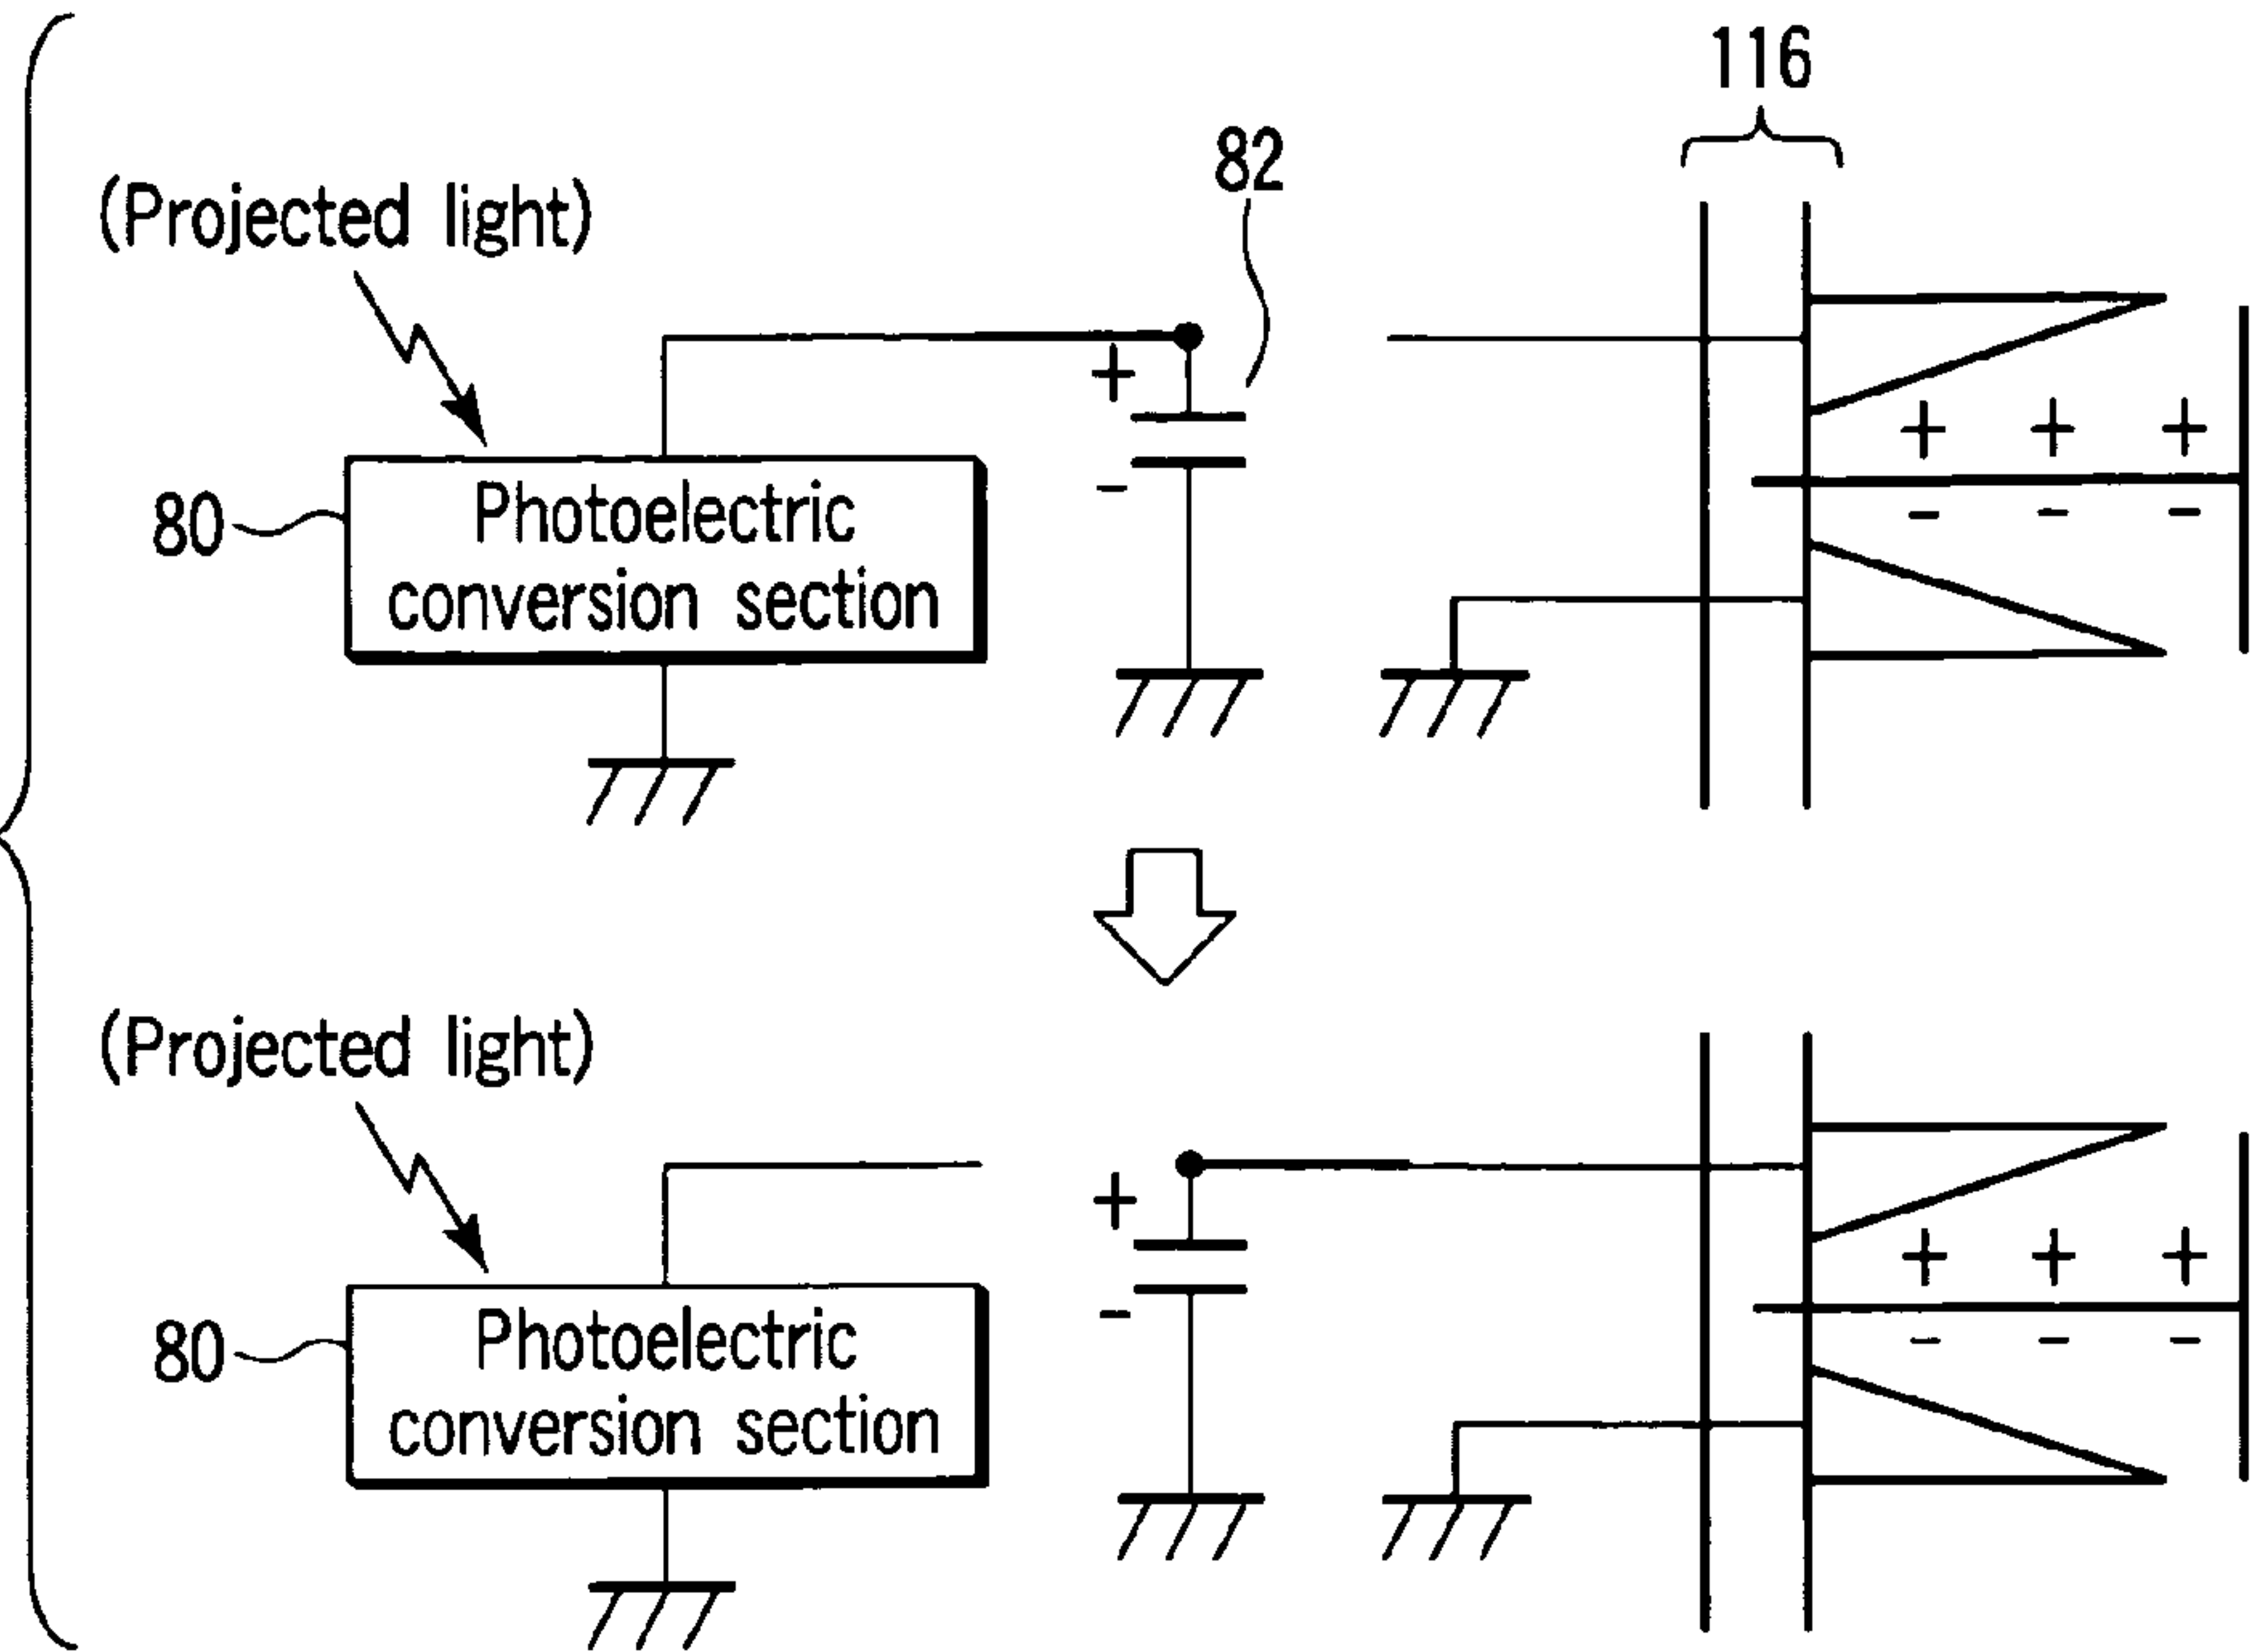 116
82
(Projected light)
+
-
+ + +
- - -
80
Photoelectric
conversion section
(Projected light)
+
-
+ + +
- - -
80
Photoelectric
conversion section